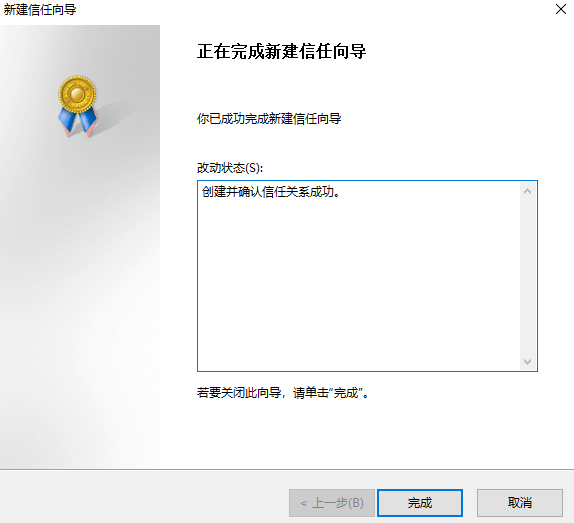 新建信任向导
正在完成新建信任向导
你已成功完成新建信任向导
改动状态(S):
创建并确认信任关系成功。
若要关闭此向导，请单击“完成”。
< 上一步(B)
完成
取消